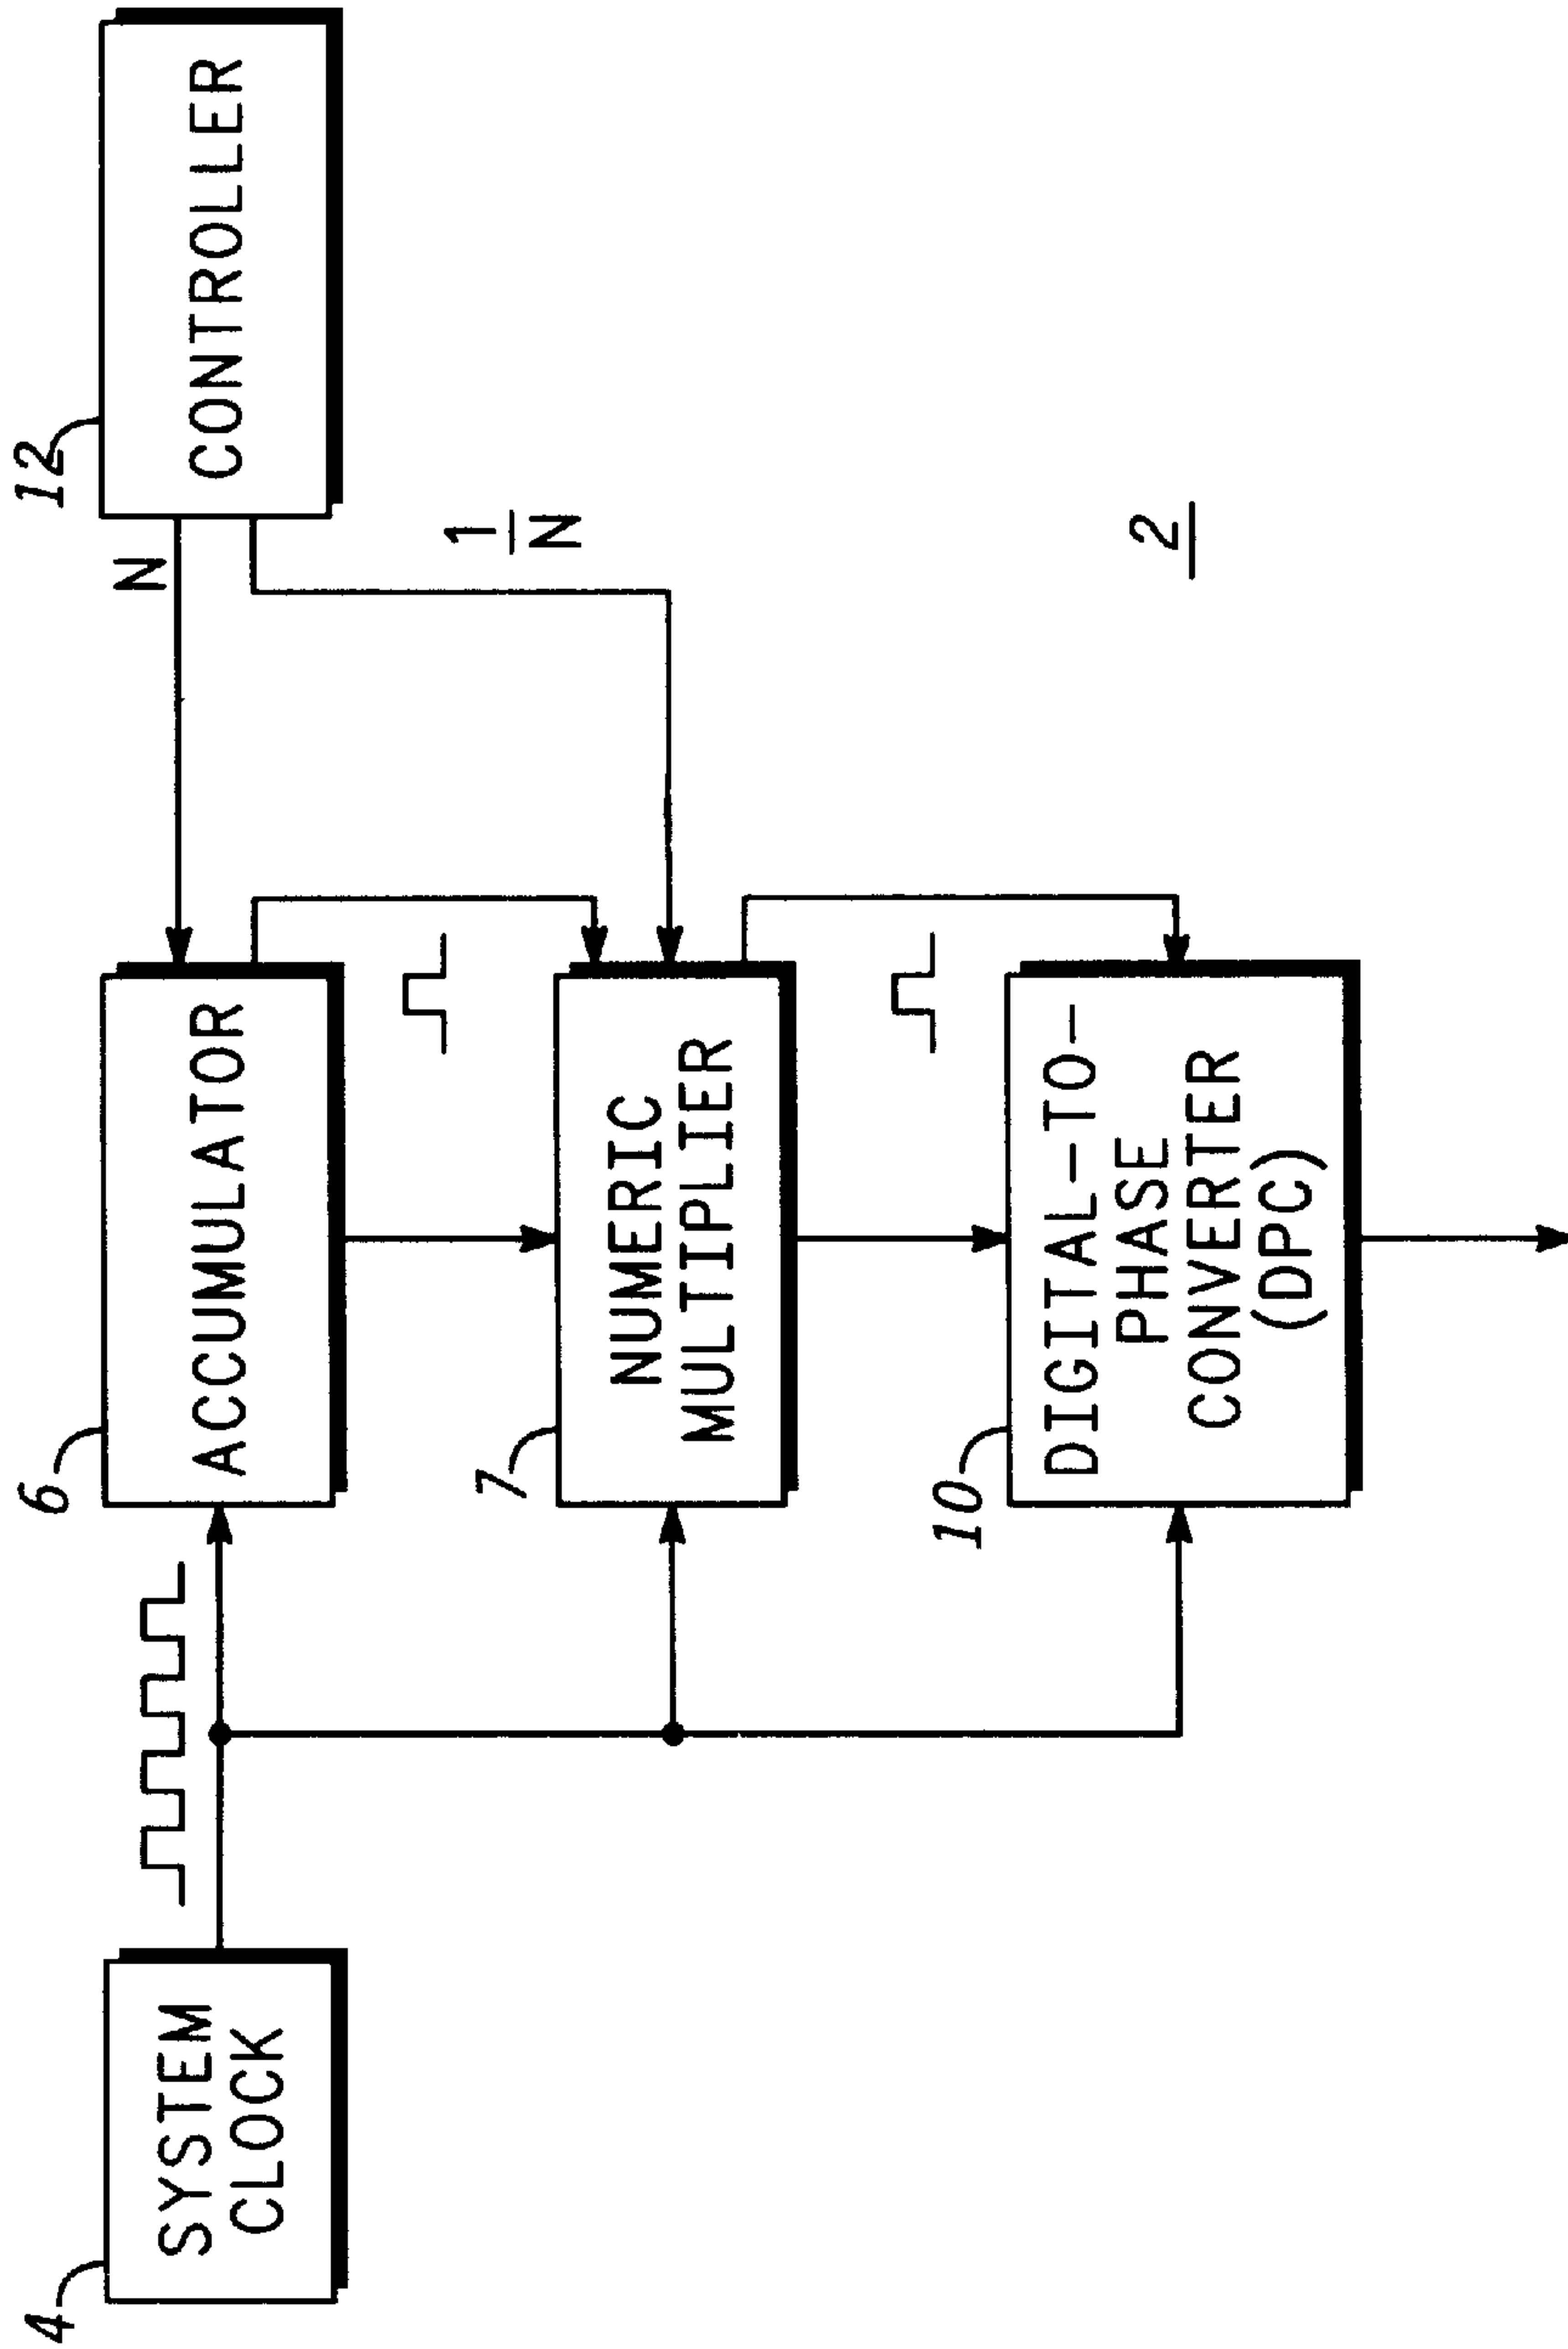 4
SYSTEM
CLOCK
6
ACCUMULATOR
12
N
CONTROLLER
1
N
7
NUMERIC
MULTIPLIER
10
DIGITAL-TO-
PHASE
CONVERTER
(DPC)
2